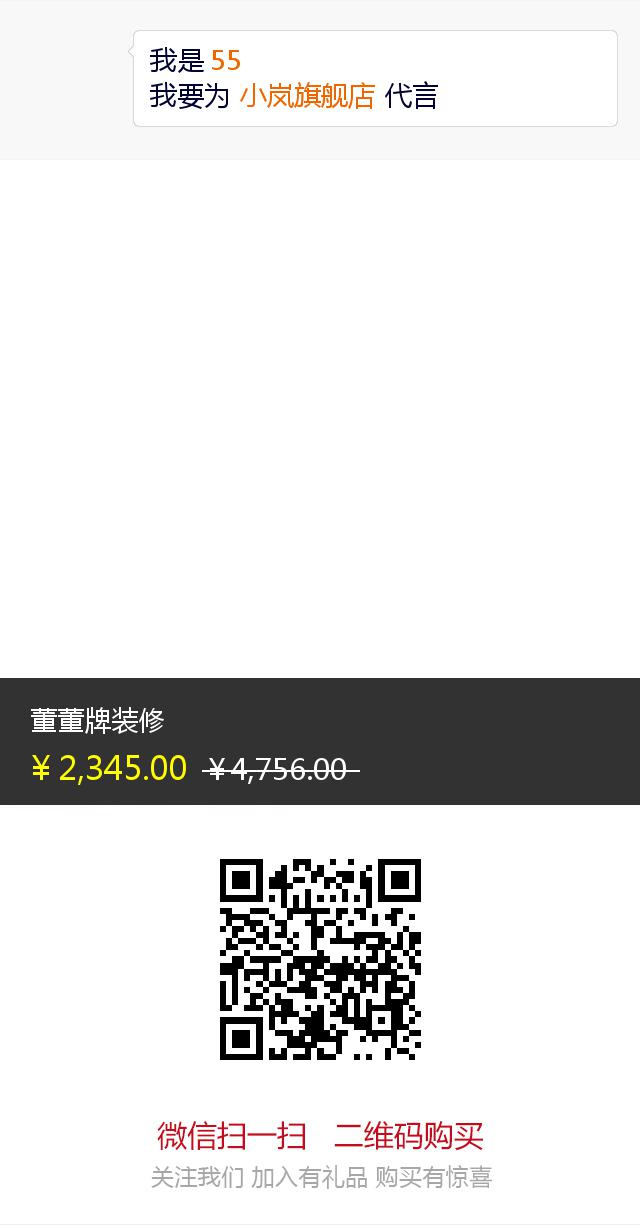 我是 55
我要为 小岚旗舰店 代言
董董牌装修
￥2,345.00 ￥4,756.00
微信扫一扫 二维码购买
关注我们 加入有礼品 购买有惊喜